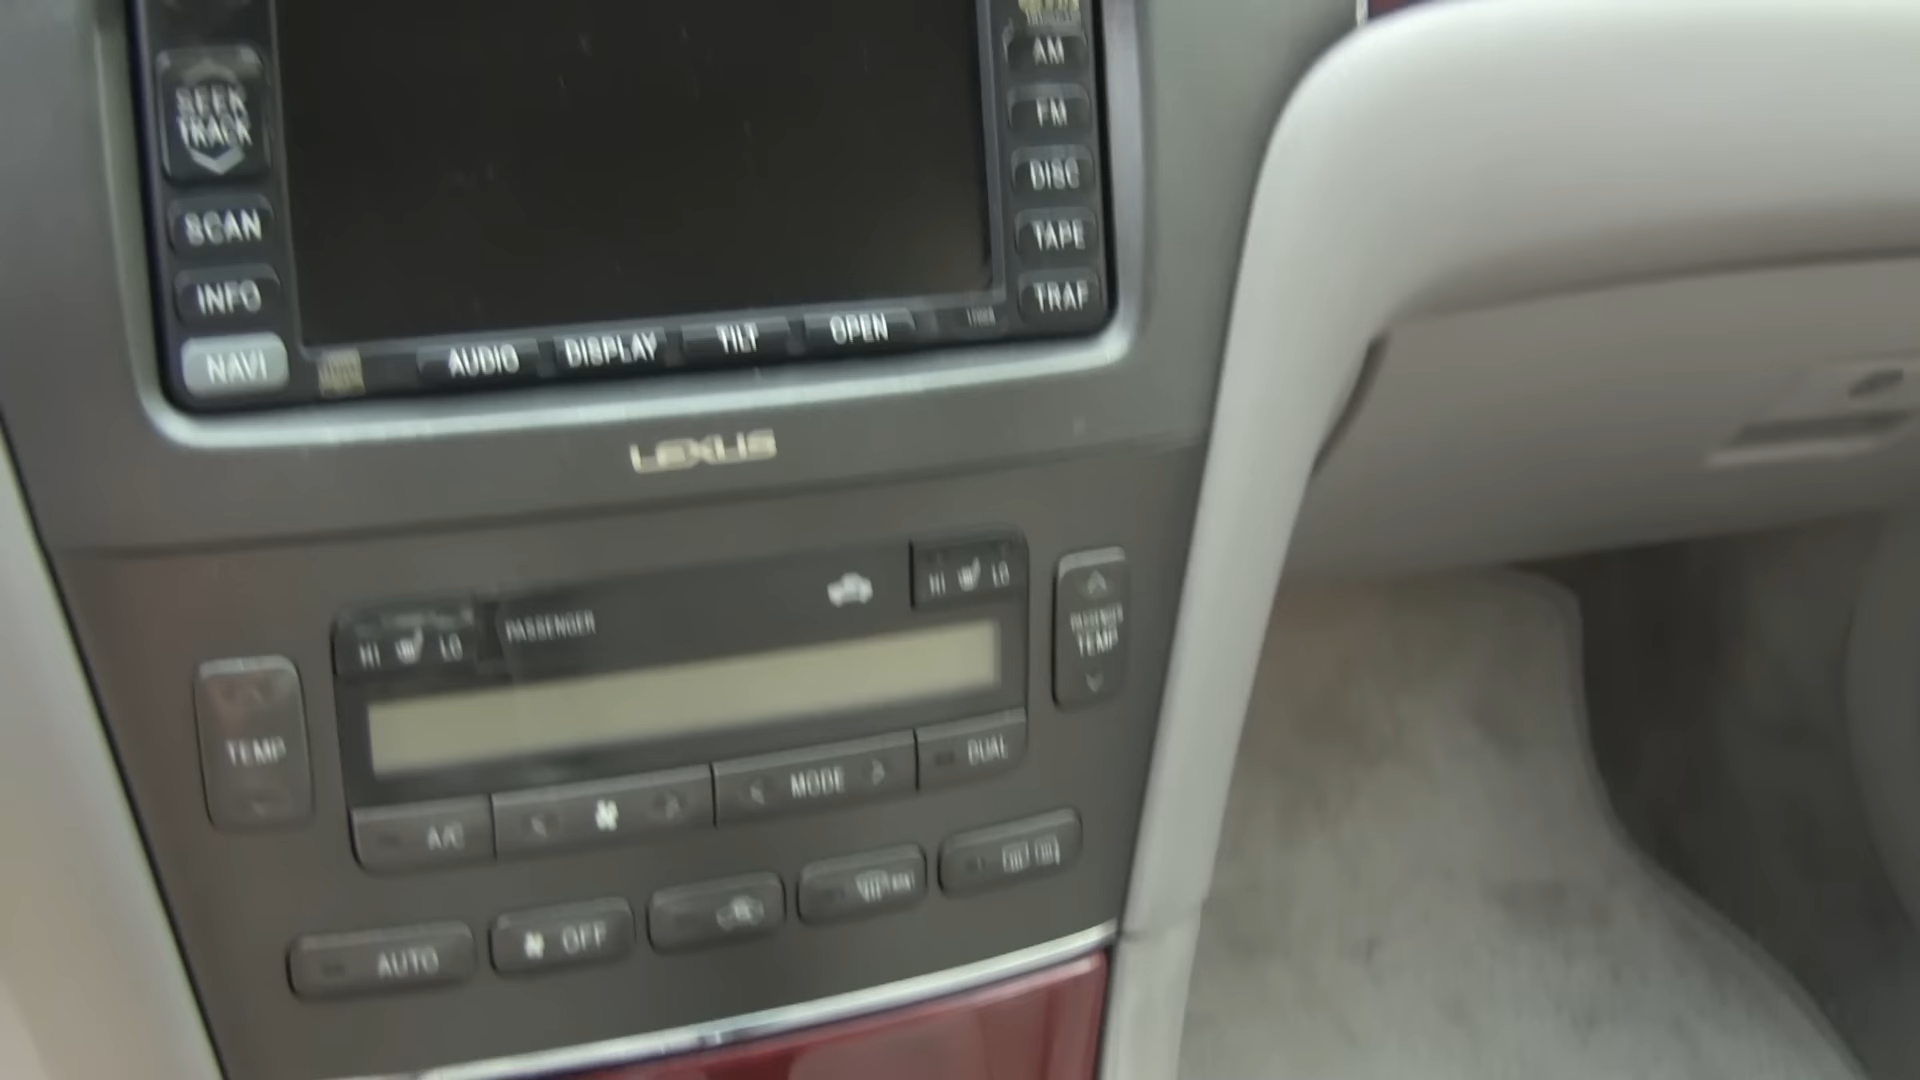 SEEK
TRACK
SCAN
INFO
NAVI
AM
FM
DISC
TAPE
TRAF
AUDIO
DISPLAY
TILT
OPEN
LEXUS
HI LO
PASSENGER
HI LO
TEMP
PASSENGER
TEMP
A/C
MODE
DUAL
AUTO
OFF